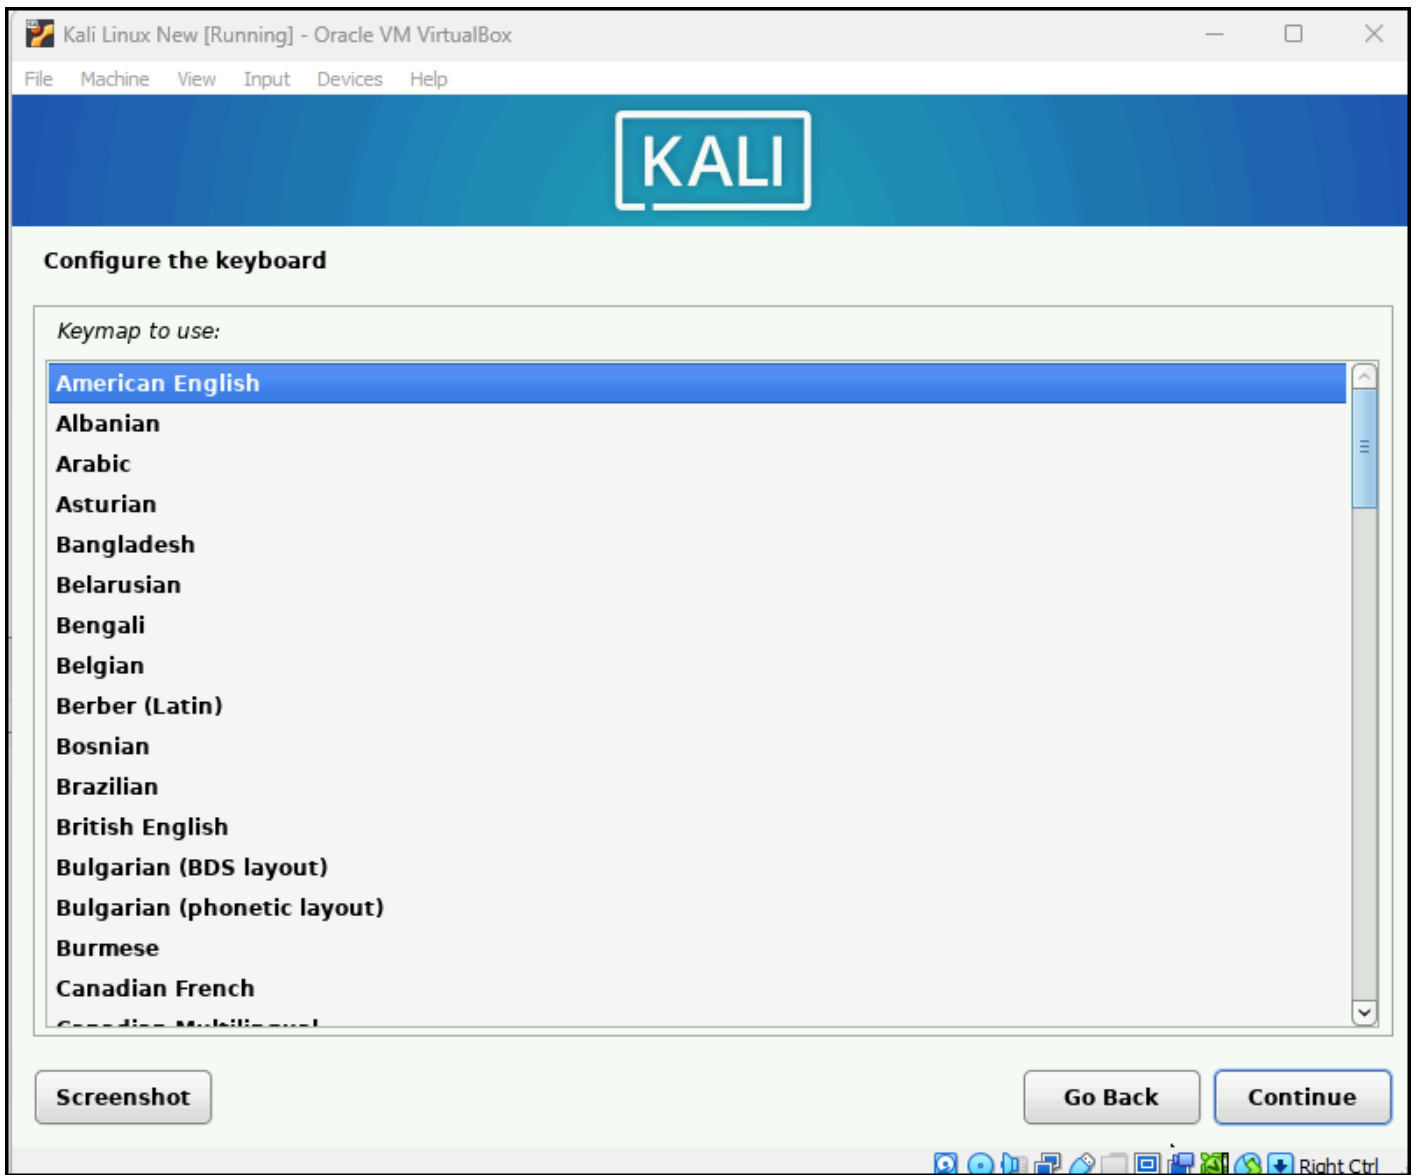 Kali Linux New [Running] - Oracle VM VirtualBox
File Machine View Input Devices Help
KALI
Configure the keyboard
Keymap to use:
American English
Albanian
Arabic
Asturian
Bangladesh
Belarusian
Bengali
Belgian
Berber (Latin)
Bosnian
Brazilian
British English
Bulgarian (BDS layout)
Bulgarian (phonetic layout)
Burmese
Canadian French
Canadian Multilingual
Screenshot Go Back Continue
Right Ctrl